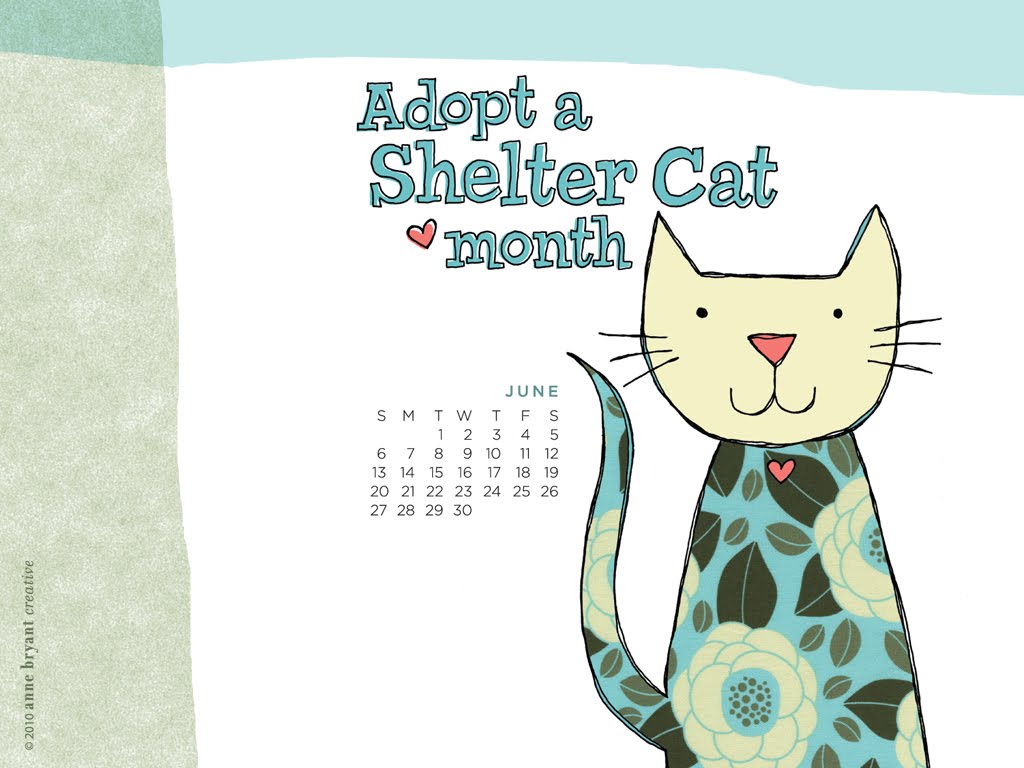 Adopt a
Shelter Cat
month
JUNE
S M T W T F S
1 2 3 4 5
6 7 8 9 10 11 12
13 14 15 16 17 18 19
20 21 22 23 24 25 26
27 28 29 30
© 2010 anne bryant creative